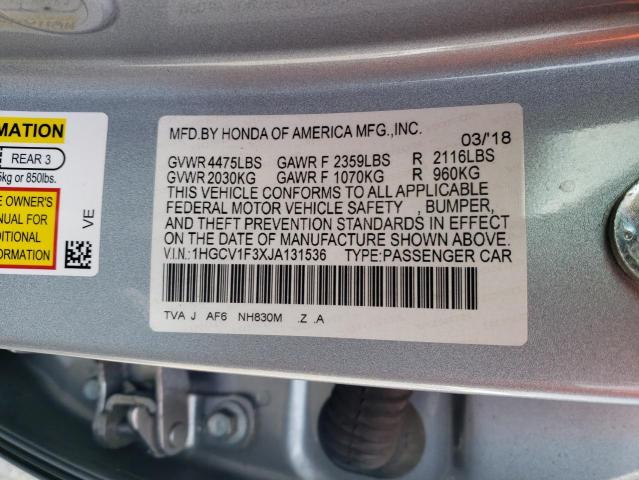 MATION
REAR 3
5kg or 850lbs.
E OWNER'S
ANUAL FOR
DITIONAL
ORMATION
VE
MFD.BY HONDA OF AMERICA MFG.,INC.
03/'18
GVWR 4475LBS GAWR F 2359LBS R 2116LBS
GVWR 2030KG GAWR F 1070KG R 960KG
THIS VEHICLE CONFORMS TO ALL APPLICABLE
FEDERAL MOTOR VEHICLE SAFETY , BUMPER,
AND THEFT PREVENTION STANDARDS IN EFFECT
ON THE DATE OF MANUFACTURE SHOWN ABOVE.
V.I.N.:1HGCV1F3XJA131536 TYPE:PASSENGER CAR
TVA J AF6 NH830M .Z .A